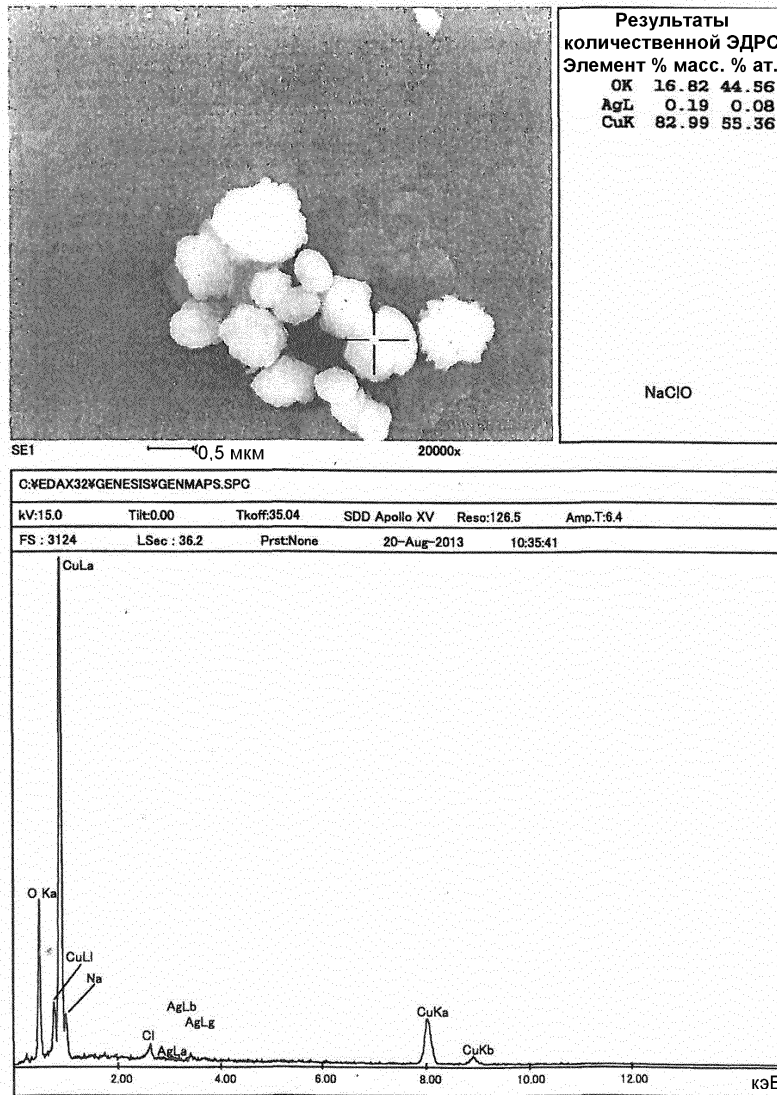 Результаты
количественной ЭДРС
Элемент % масс. % ат.
OK 16.82 44.56
AgL 0.19 0.08
CuK 82.99 55.36
NaClO
SE1 0,5 мкм 20000x
C:¥EDAX32¥GENESIS¥GENMAPS.SPC
kV:15.0 Tilt:0.00 Tkoff:35.04 SDD Apollo XV Reso:126.5 Amp.T:6.4
FS : 3124 LSec : 36.2 Prst:None 20-Aug-2013 10:35:41
CuLa
O Ka
CuLl
Na
AgLb
AgLg
Cl
AgLa
CuKa
CuKb
2.00 4.00 6.00 8.00 10.00 12.00 кэВ